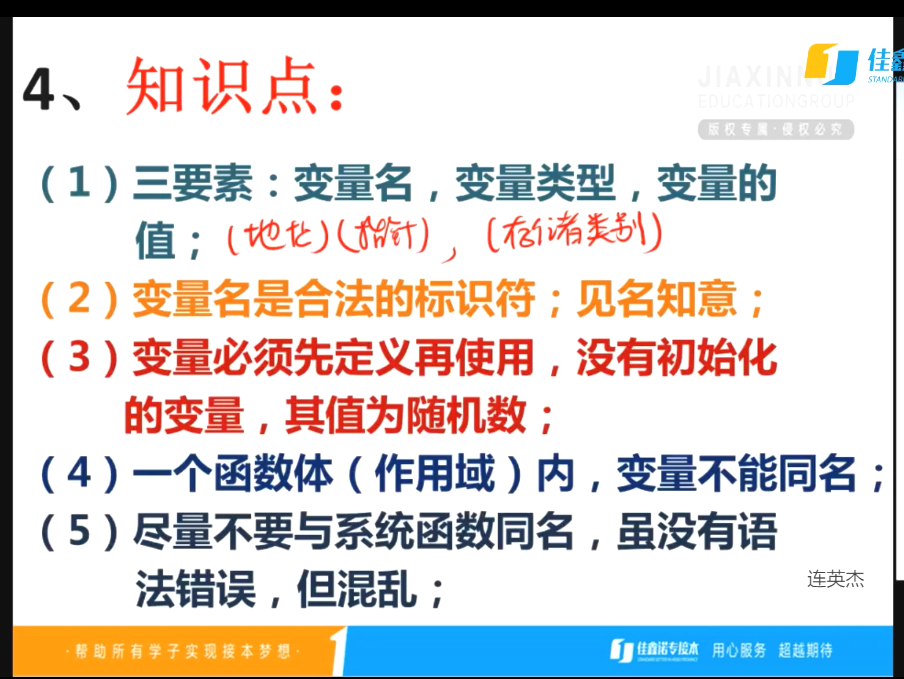 JIAXINN
EDUCATIONGROUP
版权专属·侵权必究
佳鑫
STANDAR
4、知识点：
（1）三要素：变量名，变量类型，变量的
值；(地址)(指针)，(存储类别)
（2）变量名是合法的标识符；见名知意；
（3）变量必须先定义再使用，没有初始化
的变量，其值为随机数；
（4）一个函数体（作用域）内，变量不能同名；
（5）尽量不要与系统函数同名，虽没有语
法错误，但混乱；
连英杰
·帮助所有学子实现接本梦想·
佳鑫诺专接本 用心服务 超越期待